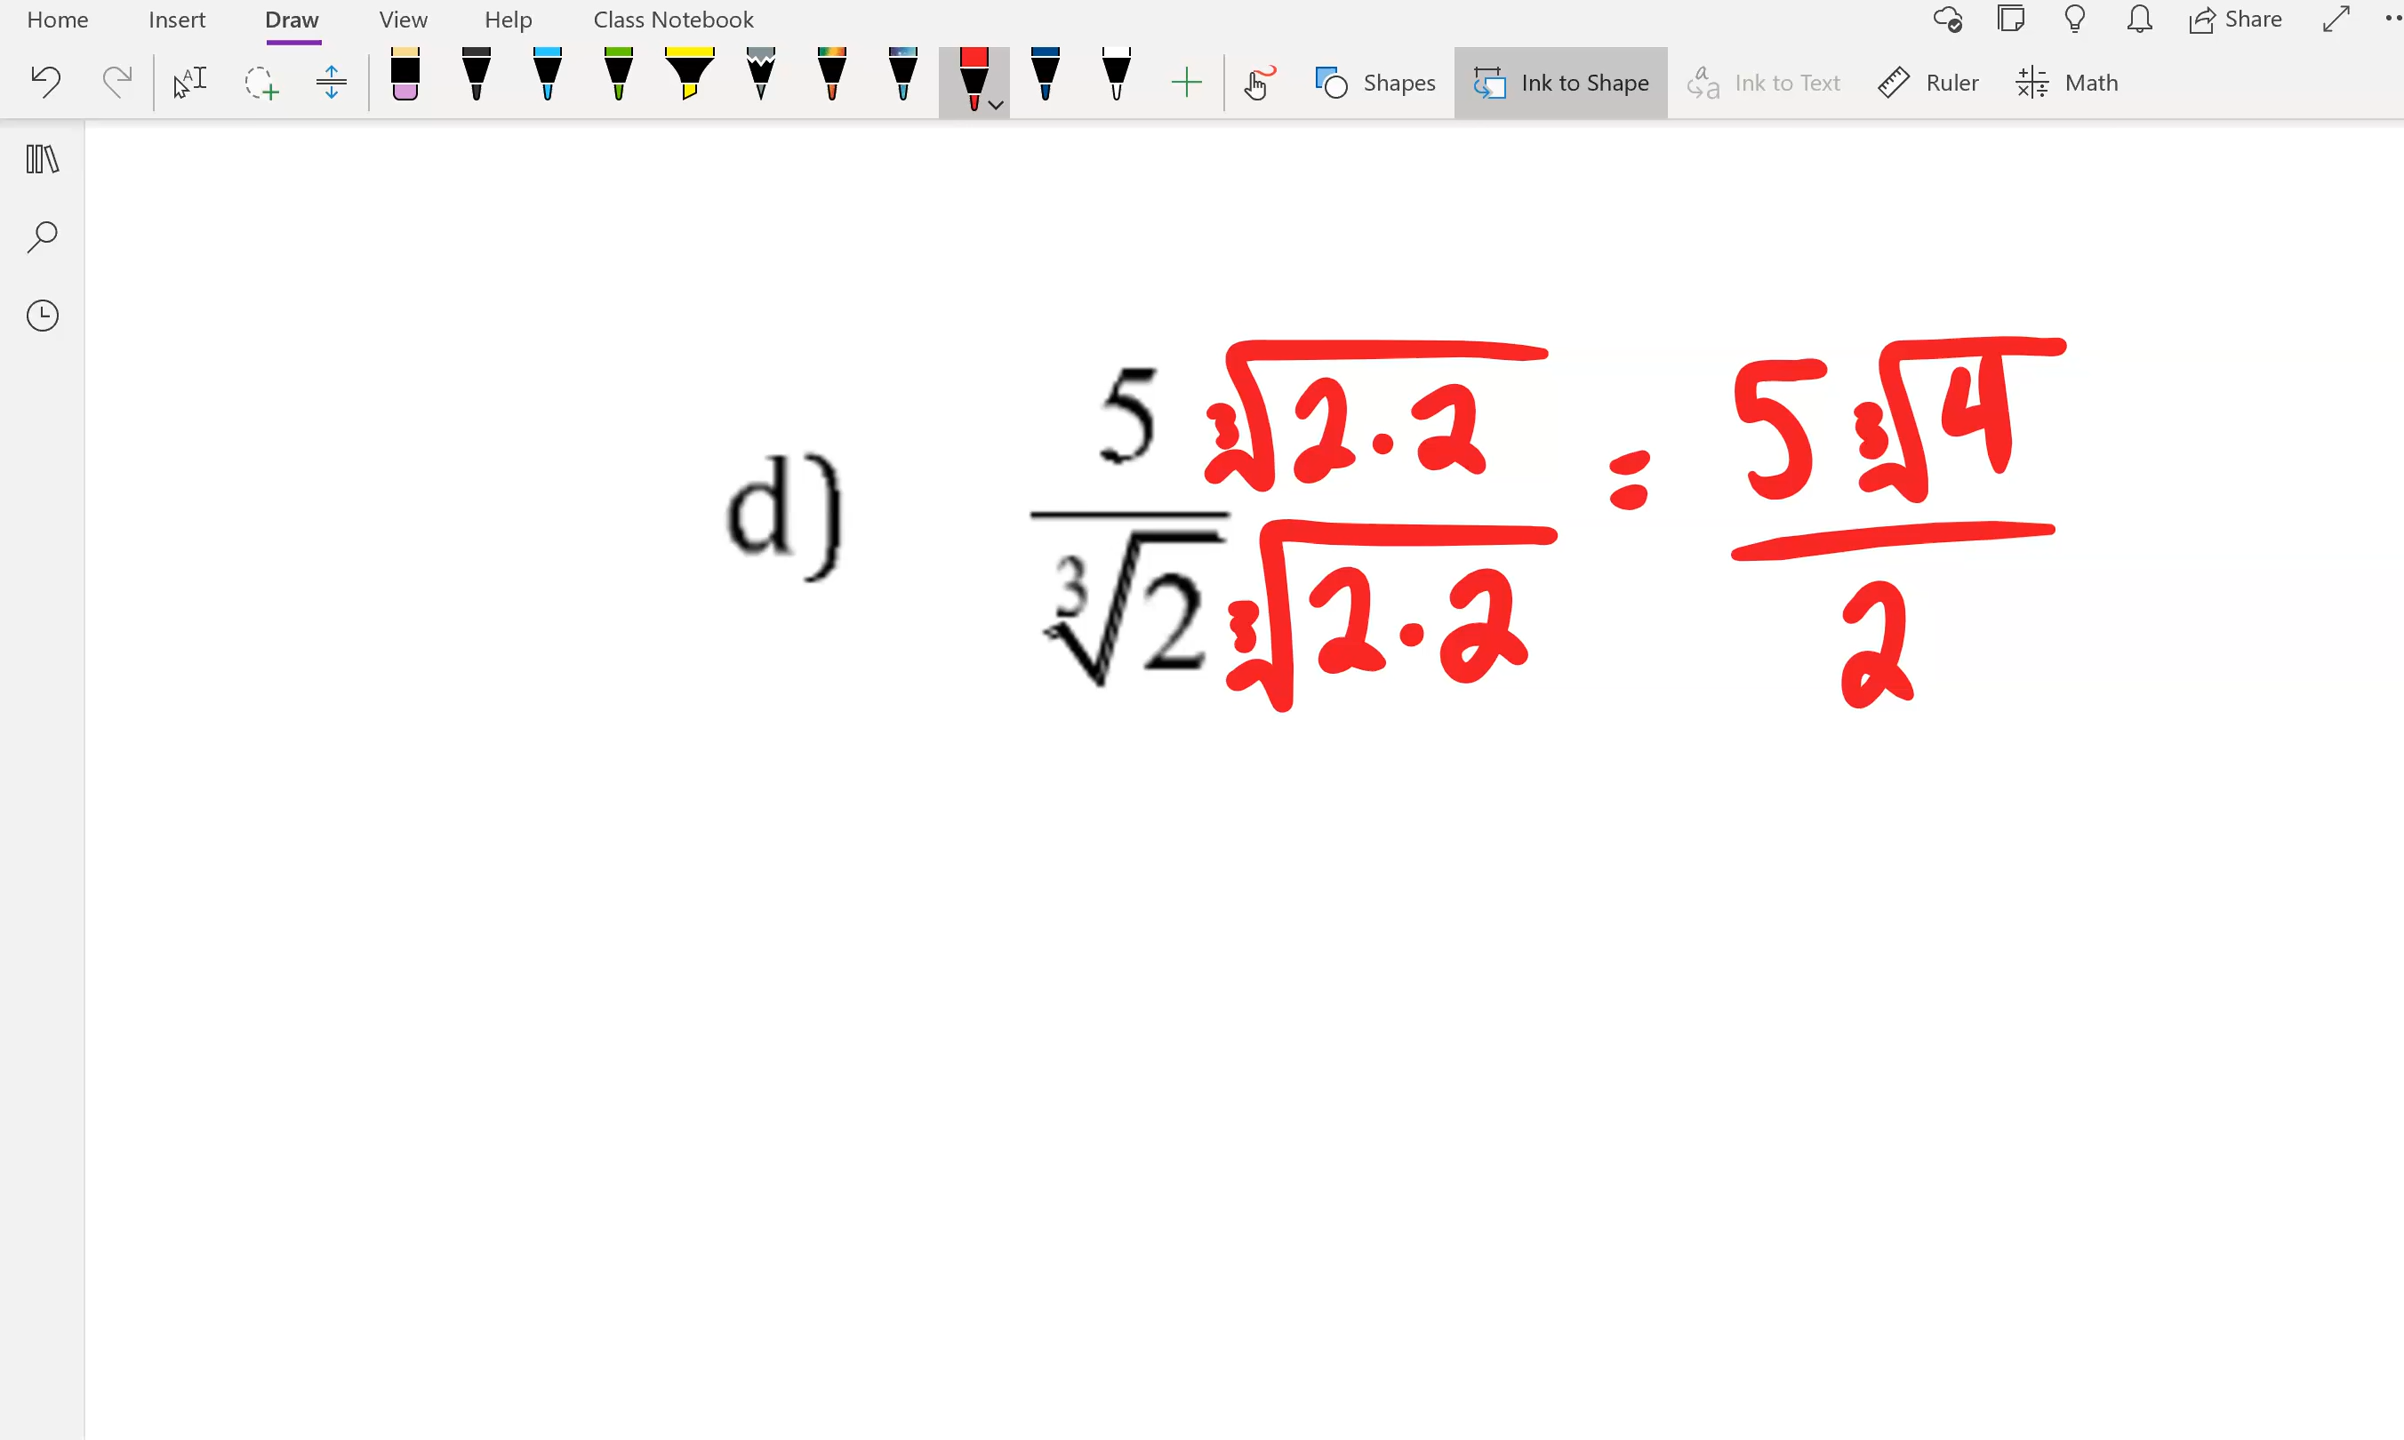 Home Insert Draw View Help Class Notebook Share
Shapes Ink to Shape Ink to Text Ruler Math
d) 5 ∛2·2 / ∛2 ∛2·2 = 5 ∛4 / 2